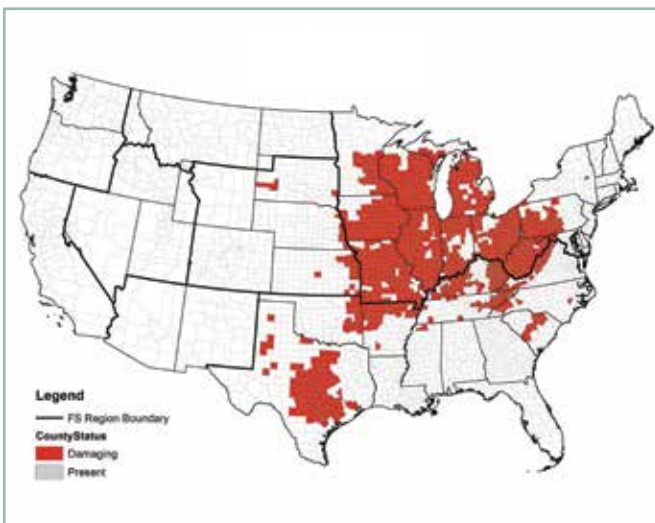 Legend
FS Region Boundary
CountyStatus
Damaging
Present